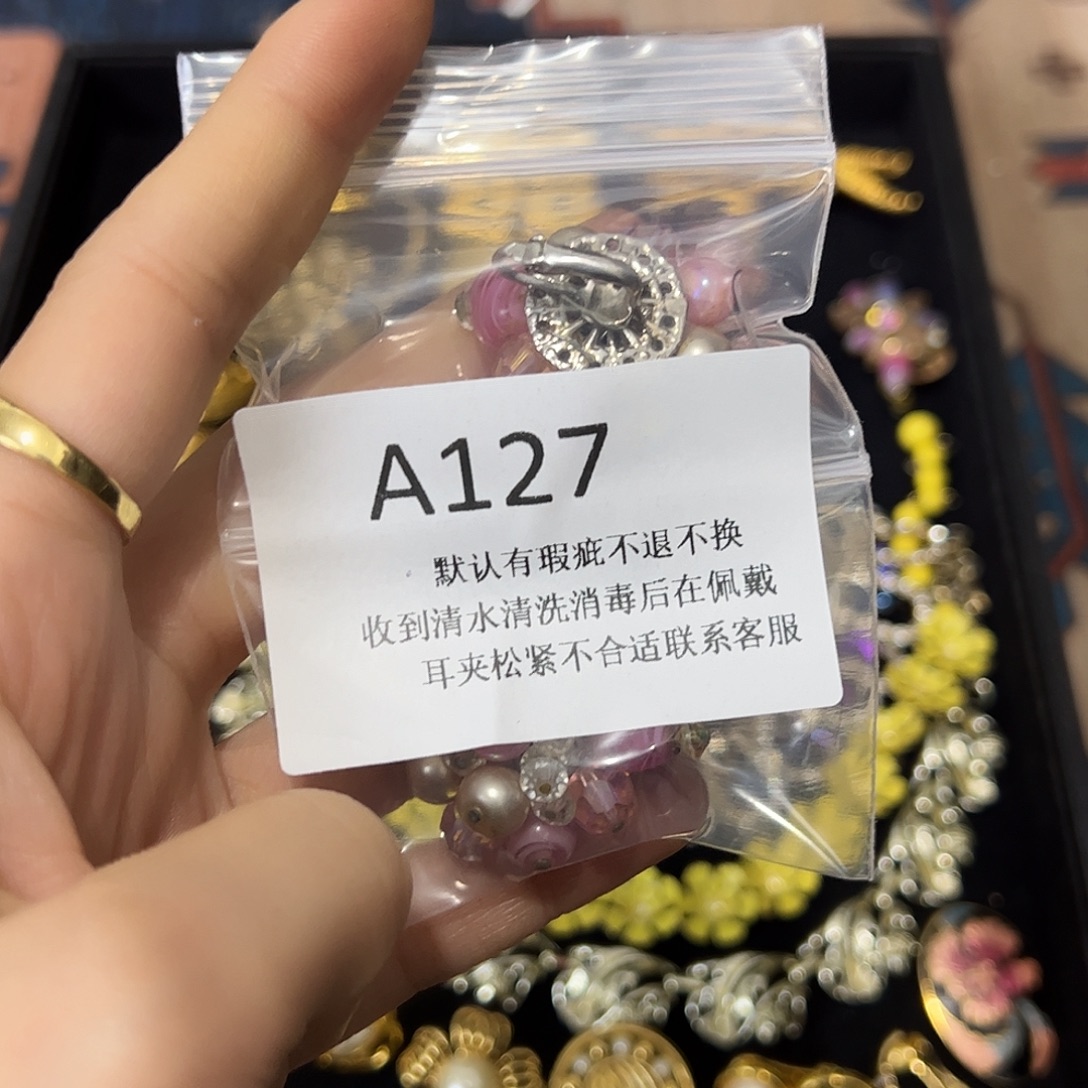 A127
默认有瑕疵不退不换
收到清水清洗消毒后在佩戴
耳夹松紧不合适联系客服